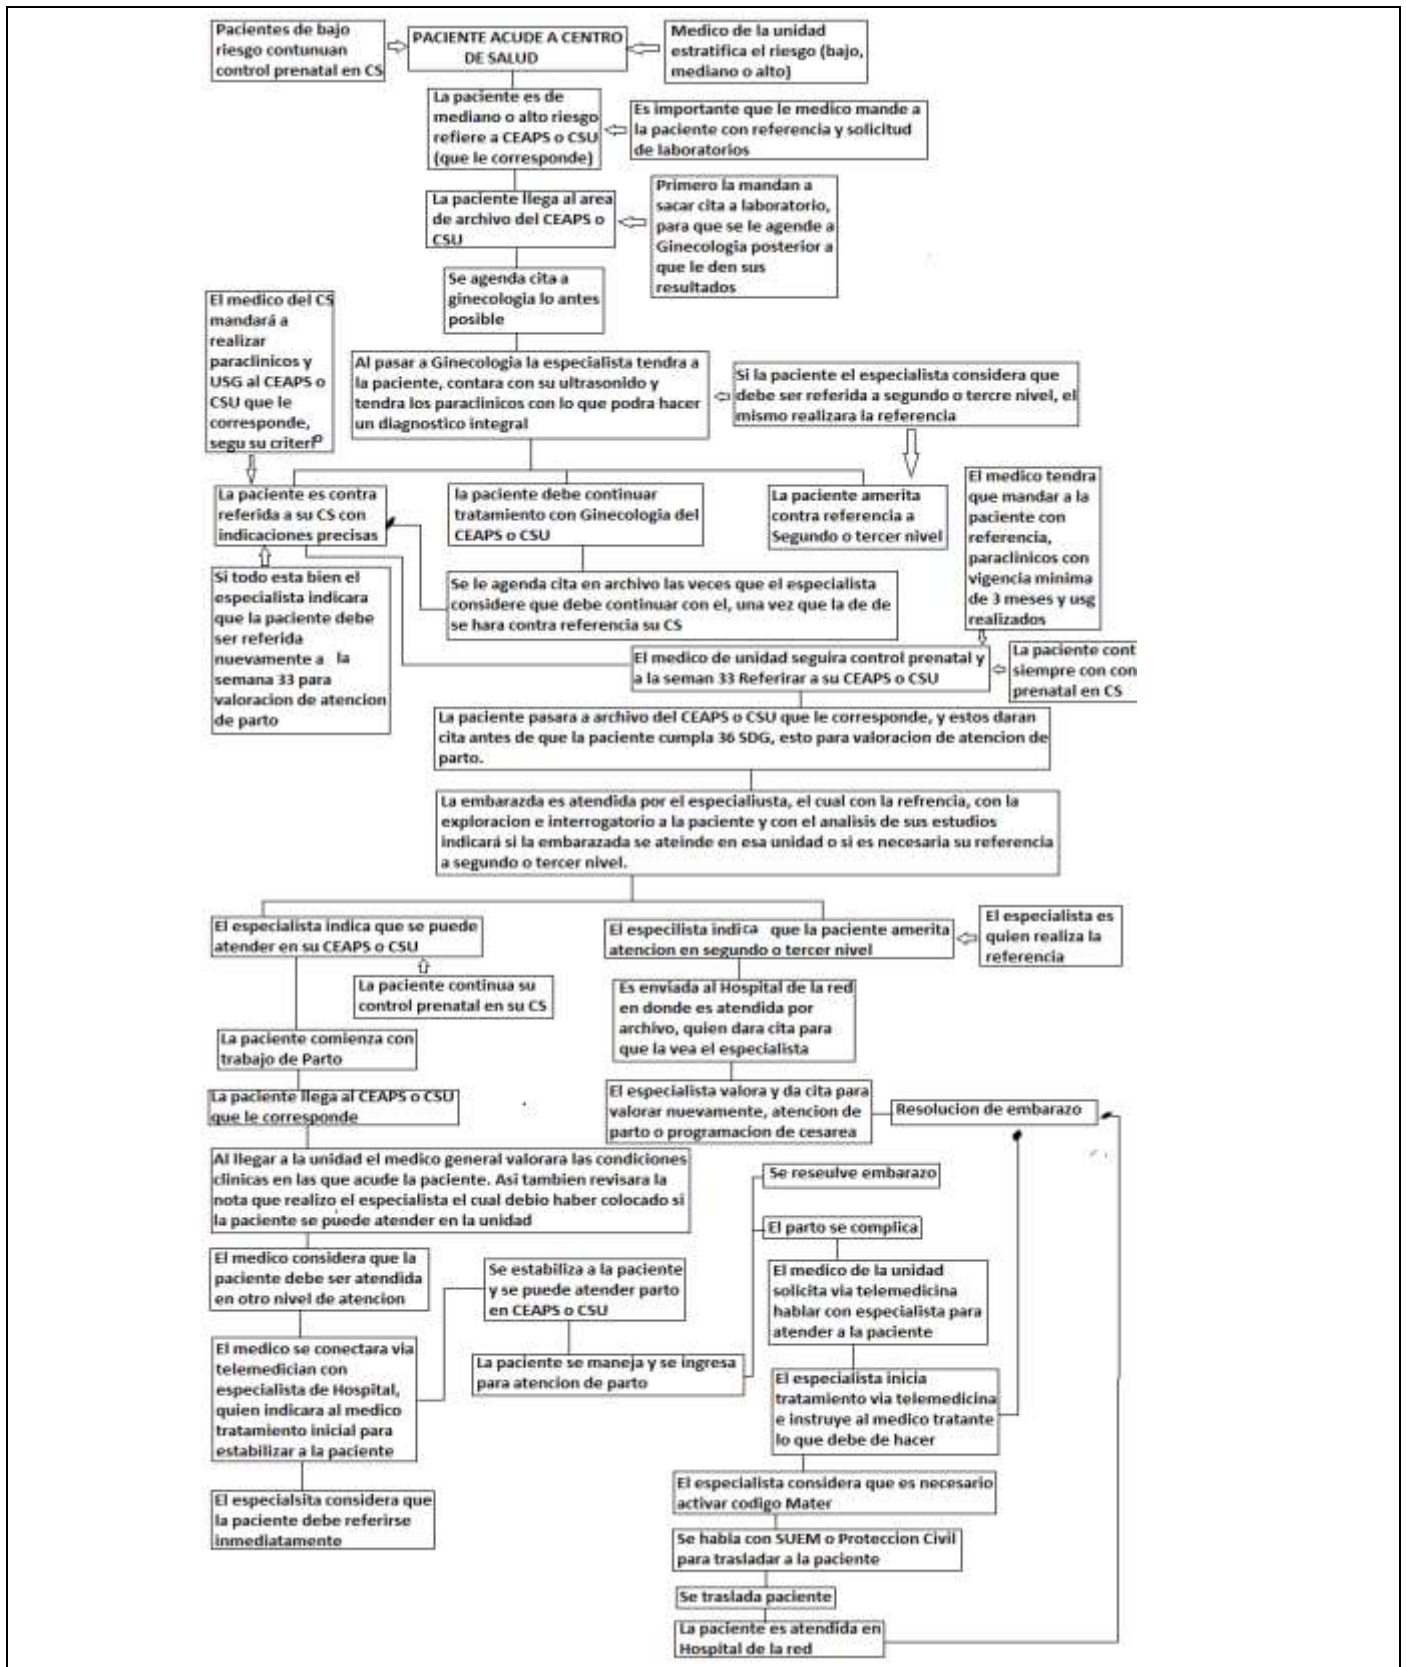 Pacientes de bajo
riesgo contunuan
control prenatal en CS
PACIENTE ACUDE A CENTRO
DE SALUD
Medico de la unidad
estratifica el riesgo (bajo,
mediano o alto)
La paciente es de
mediano o alto riesgo
refiere a CEAPS o CSU
(que le corresponde)
Es importante que le medico mande a
la paciente con referencia y solicitud
de laboratorios
La paciente llega al area
de archivo del CEAPS o
CSU
Primero la mandan a
sacar cita a laboratorio,
para que se le agende a
Ginecologia posterior a
que le den sus
resultados
Se agenda cita a
ginecologia lo antes
posible
El medico del CS
mandará a
realizar
paraclinicos y
USG al CEAPS o
CSU que le
corresponde,
segu su criterio
Al pasar a Ginecologia la especialista tendra a
la paciente, contara con su ultrasonido y
tendra los paraclinicos con lo que podra hacer
un diagnostico integral
Si la paciente el especialista considera que
debe ser referida a segundo o tercre nivel, el
mismo realizara la referencia
La paciente es contra
referida a su CS con
indicaciones precisas
la paciente debe continuar
tratamiento con Ginecologia del
CEAPS o CSU
La paciente amerita
contra referencia a
Segundo o tercer nivel
El medico tendra
que mandar a la
paciente con
referencia,
paraclinicos con
vigencia minima
de 3 meses y usg
realizados
Si todo esta bien el
especialista indicara
que la paciente debe
ser referida
nuevamente a la
semana 33 para
valoracion de atencion
de parto
Se le agenda cita en archivo las veces que el especialista
considere que debe continuar con el, una vez que la de de
se hara contra referencia su CS
El medico de unidad seguira control prenatal y
a la seman 33 Referirar a su CEAPS o CSU
La paciente cont
siempre con con
prenatal en CS
La paciente pasara a archivo del CEAPS o CSU que le corresponde, y estos daran
cita antes de que la paciente cumpla 36 SDG, esto para valoracion de atencion de
parto.
La embarazda es atendida por el especialiusta, el cual con la refrencia, con la
exploracion e interrogatorio a la paciente y con el analisis de sus estudios
indicará si la embarazada se ateinde en esa unidad o si es necesaria su referencia
a segundo o tercer nivel.
El especialista indica que se puede
atender en su CEAPS o CSU
El especilista indica que la paciente amerita
atencion en segundo o tercer nivel
El especialista es
quien realiza la
referencia
La paciente continua su
control prenatal en su CS
Es enviada al Hospital de la red
en donde es atendida por
archivo, quien dara cita para
que la vea el especialista
La paciente comienza con
trabajo de Parto
La paciente llega al CEAPS o CSU
que le corresponde
El especialista valora y da cita para
valorar nuevamente, atencion de
parto o programacion de cesarea
Resolucion de embarazo
Al llegar a la unidad el medico general valorara las condiciones
clinicas en las que acude la paciente. Asi tambien revisara la
nota que realizo el especialista el cual debio haber colocado si
la paciente se puede atender en la unidad
Se reseulve embarazo
El parto se complica
El medico considera que la
paciente debe ser atendida
en otro nivel de atencion
Se estabiliza a la paciente
y se puede atender parto
en CEAPS o CSU
El medico de la unidad
solicita via telemedicina
hablar con especialista para
atender a la paciente
El medico se conectara via
telemedician con
especialista de Hospital,
quien indicara al medico
tratamiento inicial para
estabilizar a la paciente
La paciente se maneja y se ingresa
para atencion de parto
El especialista inicia
tratamiento via telemedicina
e instruye al medico tratante
lo que debe de hacer
El especialsita considera que
la paciente debe referirse
inmediatamente
El especialista considera que es necesario
activar codigo Mater
Se habla con SUEM o Proteccion Civil
para trasladar a la paciente
Se traslada paciente
La paciente es atendida en
Hospital de la red